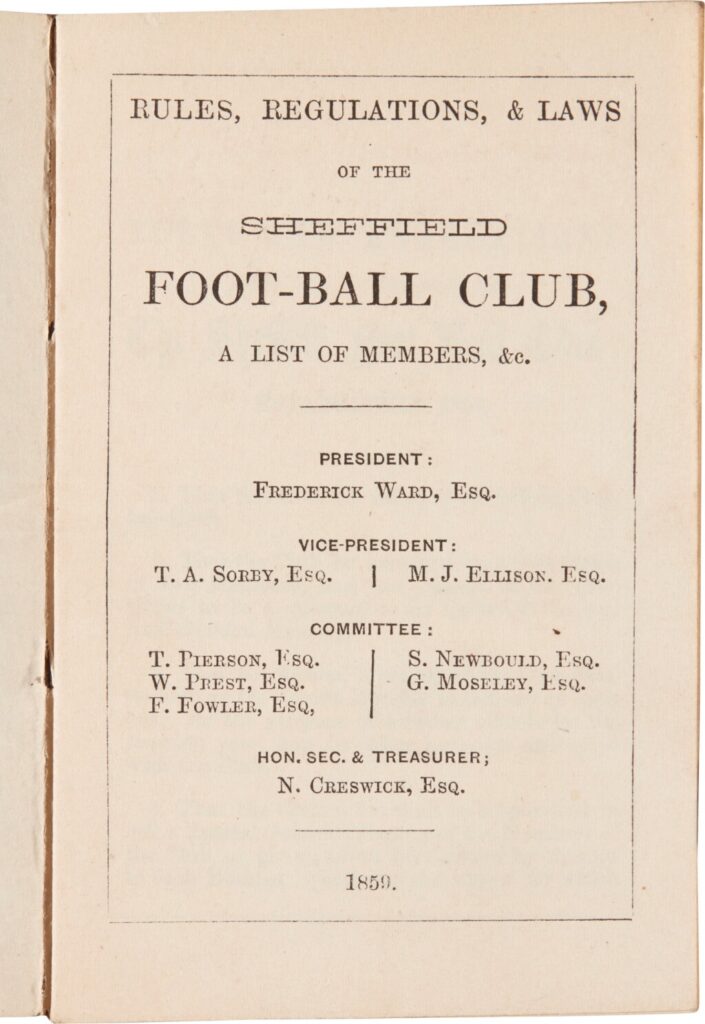 RULES, REGULATIONS, & LAWS
OF THE
SHEFFIELD
FOOT-BALL CLUB,
A LIST OF MEMBERS, &c.
PRESIDENT:
FREDERICK WARD, ESQ.
VICE-PRESIDENT:
T. A. SORBY, ESQ. | M. J. ELLISON. ESQ.
COMMITTEE:
T. PIERSON, ESQ. S. NEWBOULD, ESQ.
W. PREST, ESQ. G. MOSELEY, ESQ.
F. FOWLER, ESQ,
HON. SEC. & TREASURER;
N. CRESWICK, ESQ.
1859.